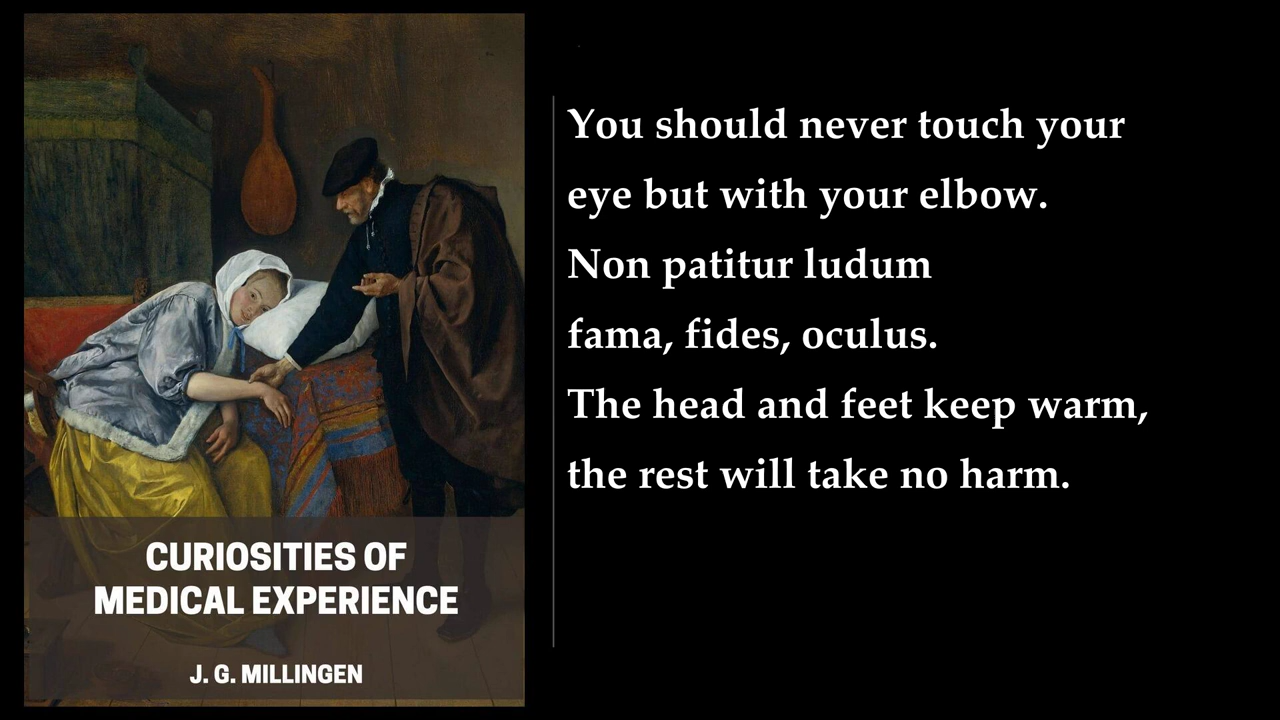 You should never touch your
eye but with your elbow.
Non patitur ludum
fama, fides, oculus.
The head and feet keep warm,
the rest will take no harm.
CURIOSITIES OF
MEDICAL EXPERIENCE
J. G. MILLINGEN